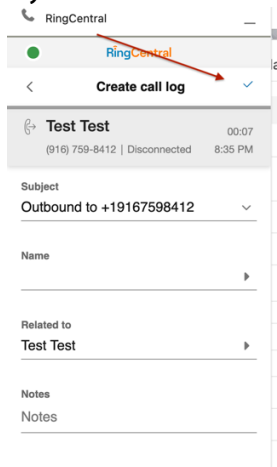 RingCentral
RingCentral
Create call log
Test Test
00:07
(916) 759-8412 | Disconnected
8:35 PM
Subject
Outbound to +19167598412
Name
Related to
Test Test
Notes
Notes